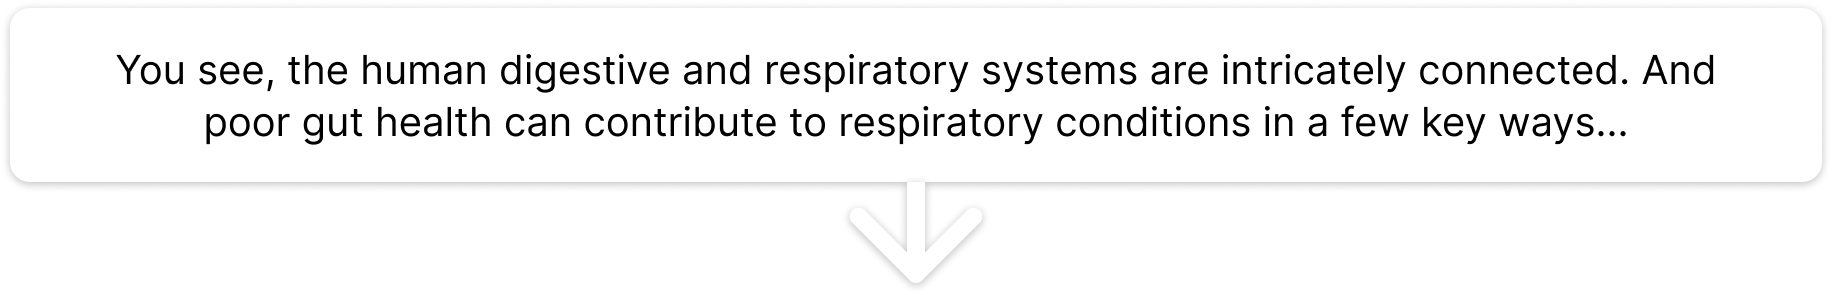 You see, the human digestive and respiratory systems are intricately connected. And
poor gut health can contribute to respiratory conditions in a few key ways...